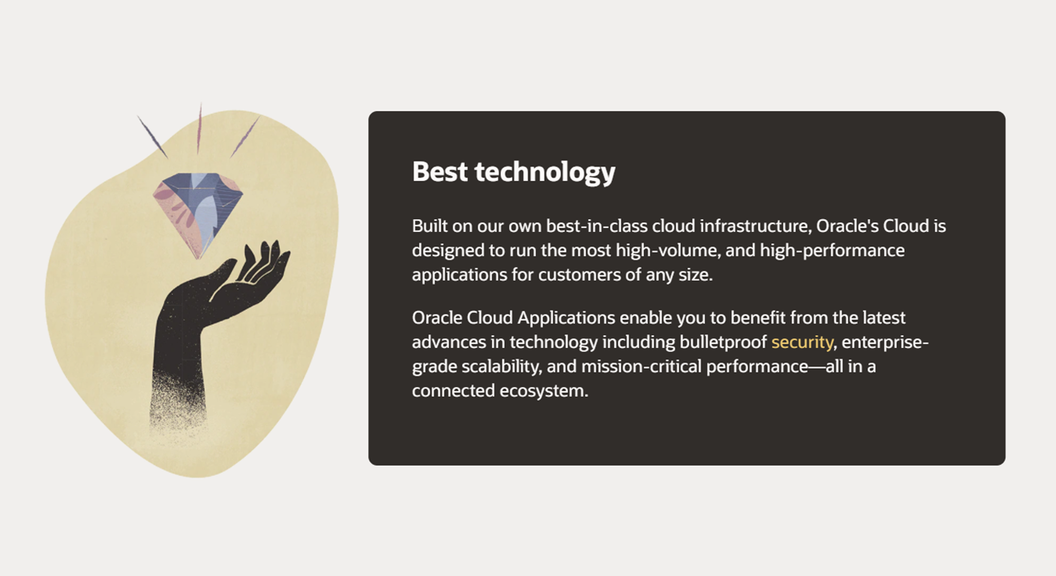 Best technology
Built on our own best-in-class cloud infrastructure, Oracle's Cloud is
designed to run the most high-volume, and high-performance
applications for customers of any size.
Oracle Cloud Applications enable you to benefit from the latest
advances in technology including bulletproof security, enterprise-
grade scalability, and mission-critical performance—all in a
connected ecosystem.